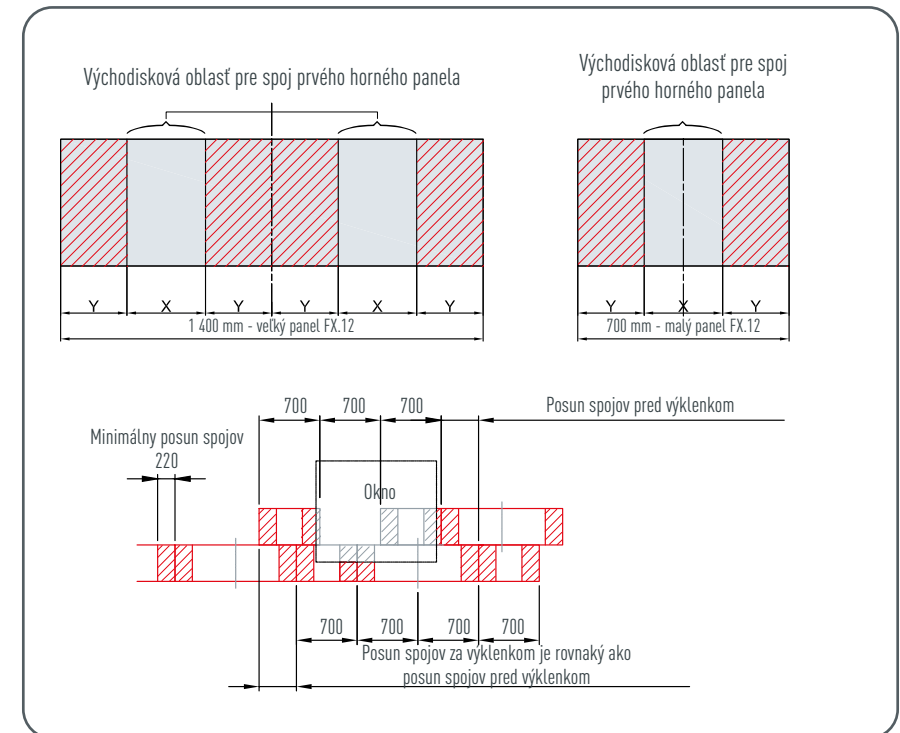 Východisková oblasť pre spoj prvého horného panela
Východisková oblasť pre spoj
prvého horného panela
Y X Y Y X Y
1 400 mm - veľký panel FX.12
Y X Y
700 mm - malý panel FX.12
700 700 700
Posun spojov pred výklenkom
Minimálny posun spojov
220
Okno
700 700 700 700
Posun spojov za výklenkom je rovnaký ako
posun spojov pred výklenkom